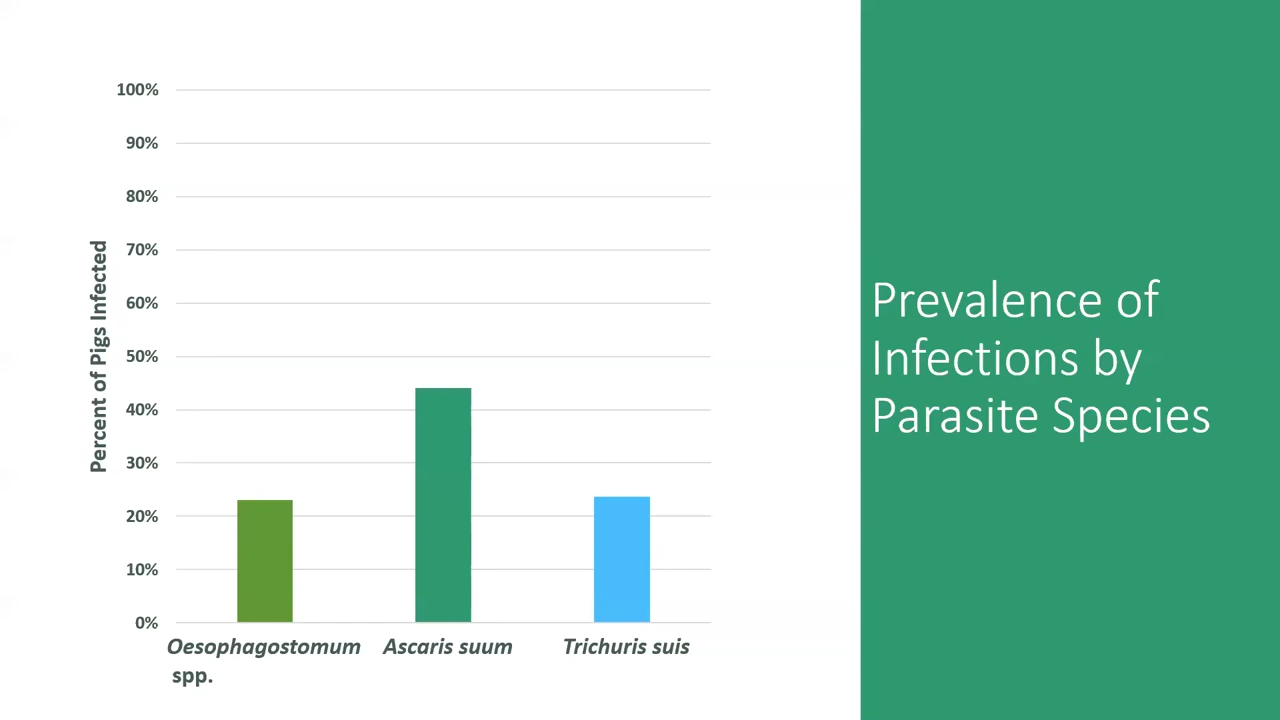 100%
90%
80%
70%
60%
50%
40%
30%
20%
10%
0%
Percent of Pigs Infected
Oesophagostomum spp.
Ascaris suum
Trichuris suis
Prevalence of
Infections by
Parasite Species